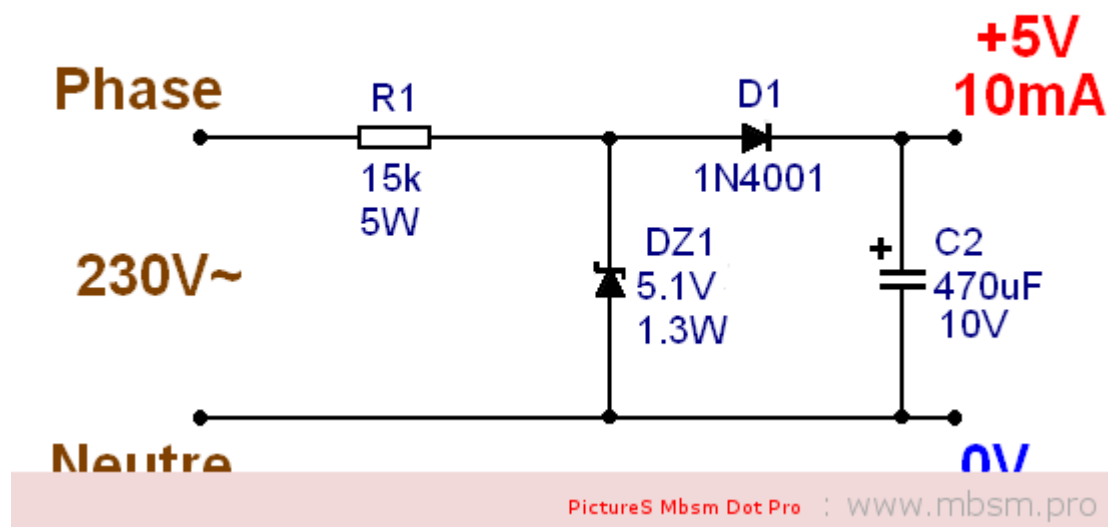 +5V
10mA
Phase
R1
15k
5W
D1
1N4001
230V~
DZ1
5.1V
1.3W
+
C2
470uF
10V
Neutre
0V
PictureS Mbsm Dot Pro : www.mbsm.pro